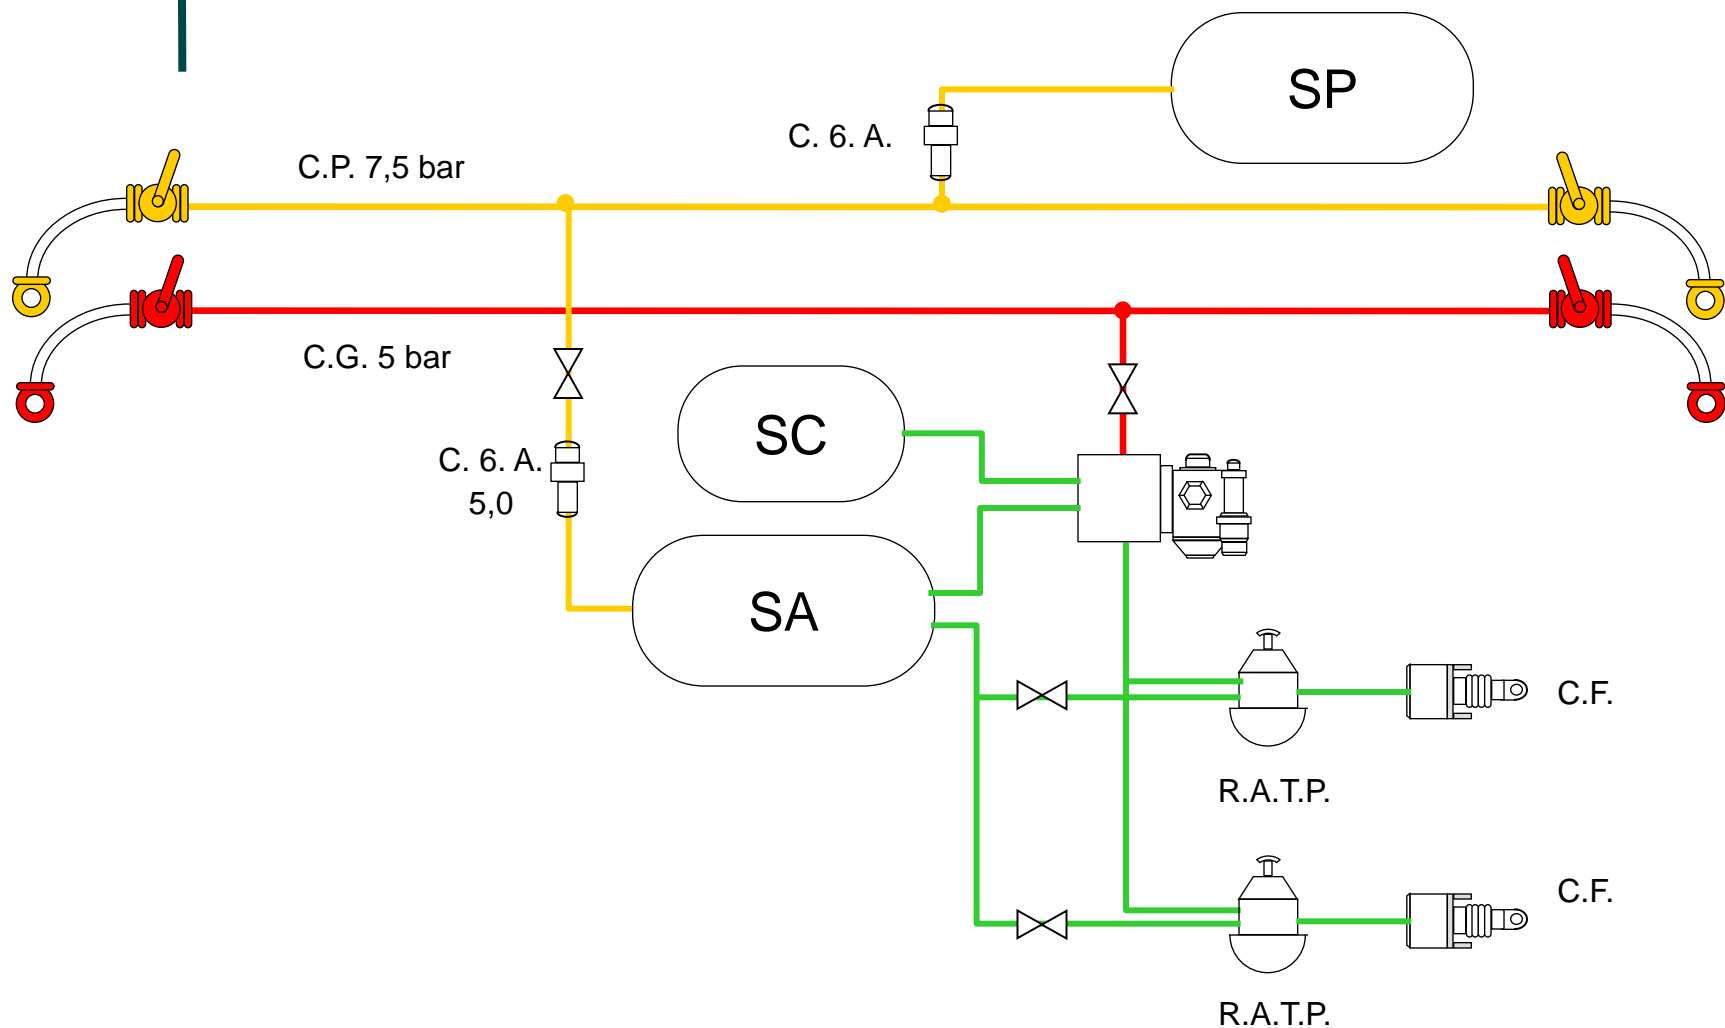 SP
C. 6. A.
C.P. 7,5 bar
C.G. 5 bar
SC
C. 6. A.
5,0
SA
C.F.
R.A.T.P.
C.F.
R.A.T.P.